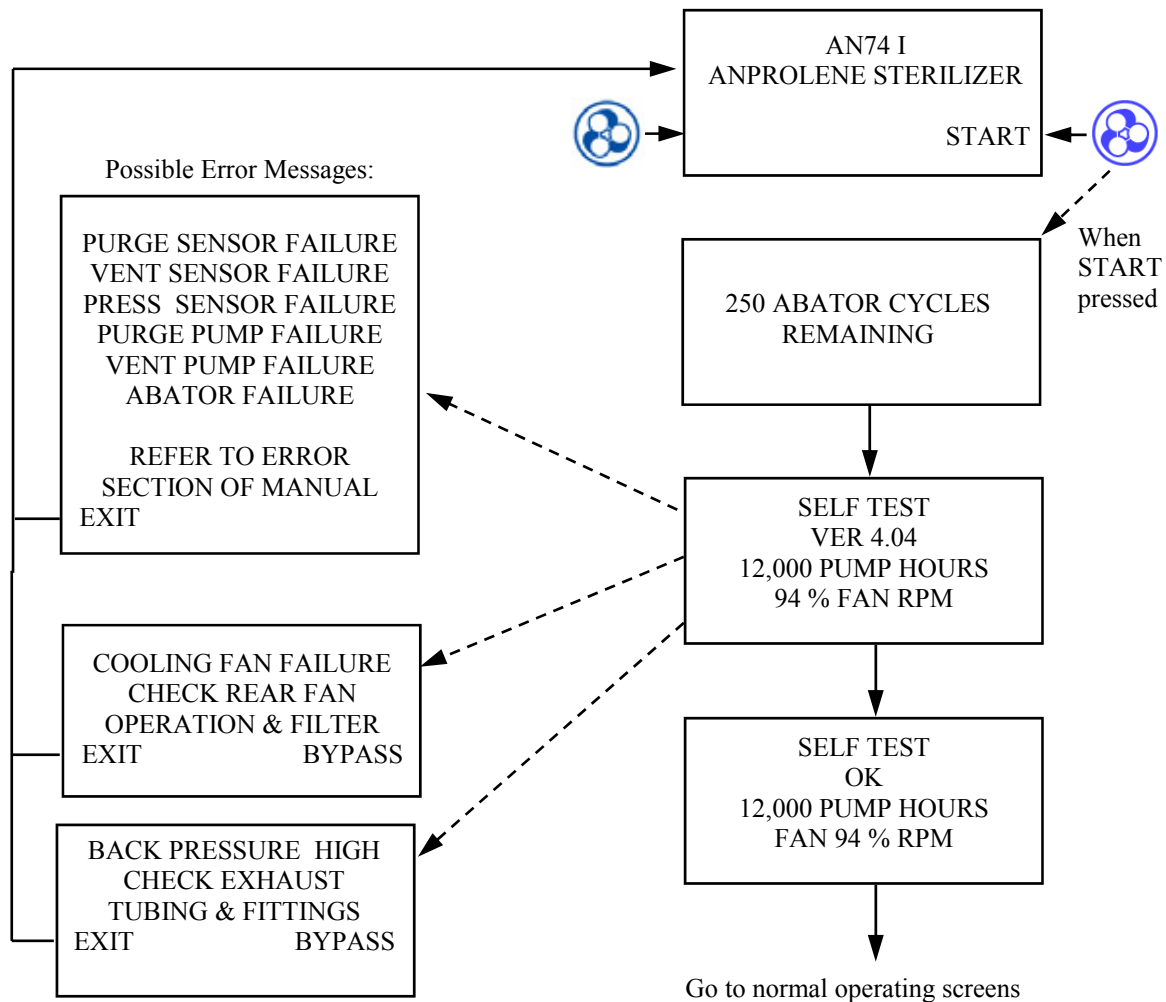 AN74 I
ANPROLENE STERILIZER
START
When
START
pressed
250 ABATOR CYCLES
REMAINING
SELF TEST
VER 4.04
12,000 PUMP HOURS
94 % FAN RPM
SELF TEST
OK
12,000 PUMP HOURS
FAN 94 % RPM
Go to normal operating screens
Possible Error Messages:
PURGE SENSOR FAILURE
VENT SENSOR FAILURE
PRESS  SENSOR FAILURE
PURGE PUMP FAILURE
VENT PUMP FAILURE
ABATOR FAILURE
REFER TO ERROR
SECTION OF MANUAL
EXIT
COOLING FAN FAILURE
CHECK REAR FAN
OPERATION & FILTER
EXIT BYPASS
BACK PRESSURE  HIGH
CHECK EXHAUST
TUBING & FITTINGS
EXIT BYPASS